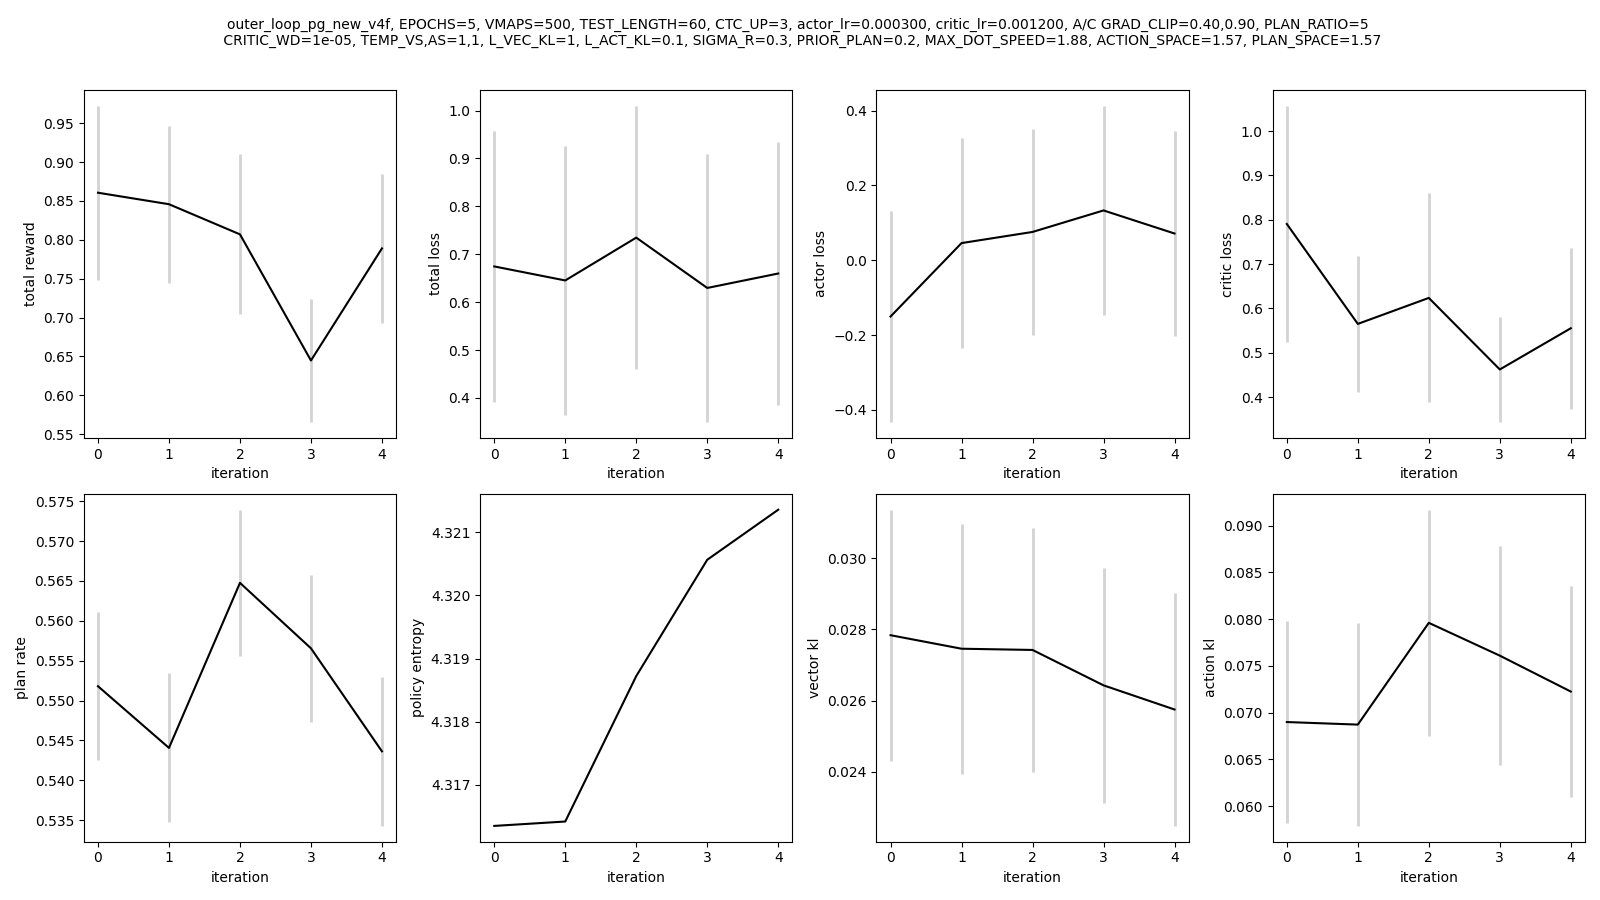 outer_loop_pg_new_v4f, EPOCHS=5, VMAPS=500, TEST_LENGTH=60, CTC_UP=3, actor_lr=0.000300, critic_lr=0.001200, A/C GRAD_CLIP=0.40,0.90, PLAN_RATIO=5
CRITIC_WD=1e-05, TEMP_VS,AS=1,1, L_VEC_KL=1, L_ACT_KL=0.1, SIGMA_R=0.3, PRIOR_PLAN=0.2, MAX_DOT_SPEED=1.88, ACTION_SPACE=1.57, PLAN_SPACE=1.57
total reward
0.95
0.90
0.85
0.80
0.75
0.70
0.65
0.60
0.55
0 1 2 3 4
iteration
total loss
1.0
0.9
0.8
0.7
0.6
0.5
0.4
0 1 2 3 4
iteration
actor loss
0.4
0.2
0.0
−0.2
−0.4
0 1 2 3 4
iteration
critic loss
1.0
0.9
0.8
0.7
0.6
0.5
0.4
0 1 2 3 4
iteration
plan rate
0.575
0.570
0.565
0.560
0.555
0.550
0.545
0.540
0.535
0 1 2 3 4
iteration
policy entropy
4.321
4.320
4.319
4.318
4.317
0 1 2 3 4
iteration
vector kl
0.030
0.028
0.026
0.024
0 1 2 3 4
iteration
action kl
0.090
0.085
0.080
0.075
0.070
0.065
0.060
0 1 2 3 4
iteration